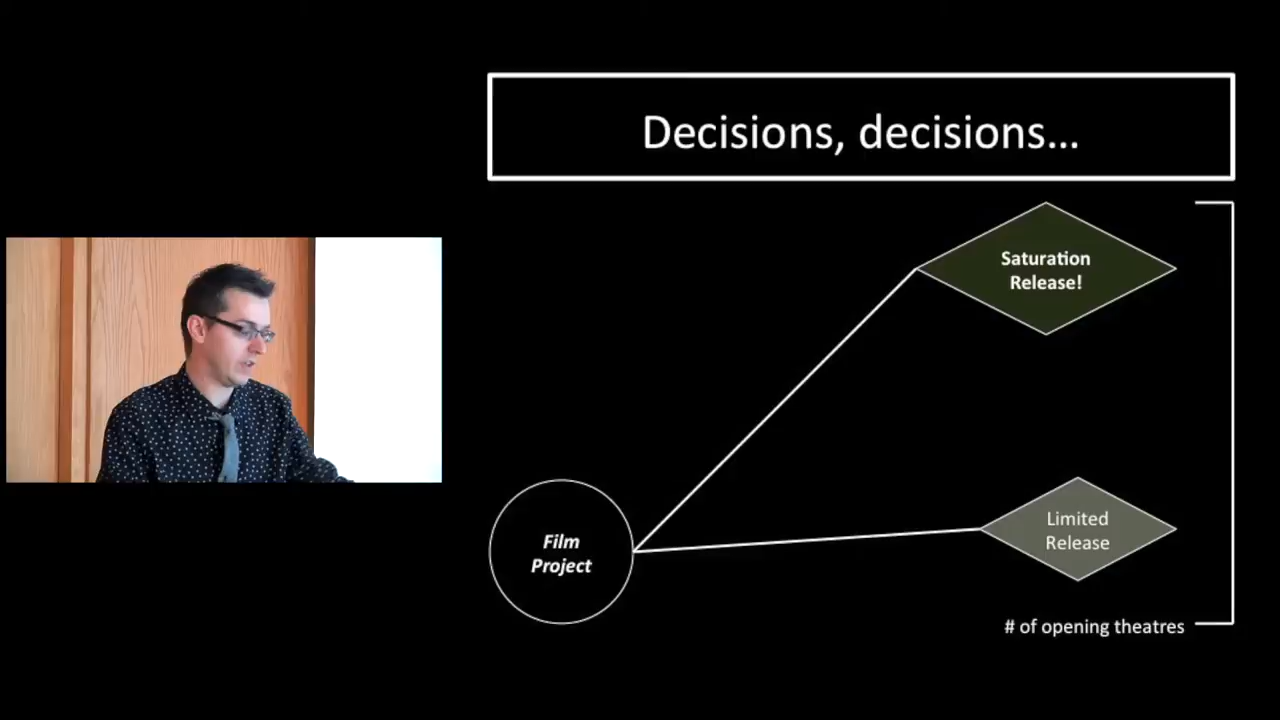 Decisions, decisions...
Saturation
Release!
Film
Project
Limited
Release
# of opening theatres